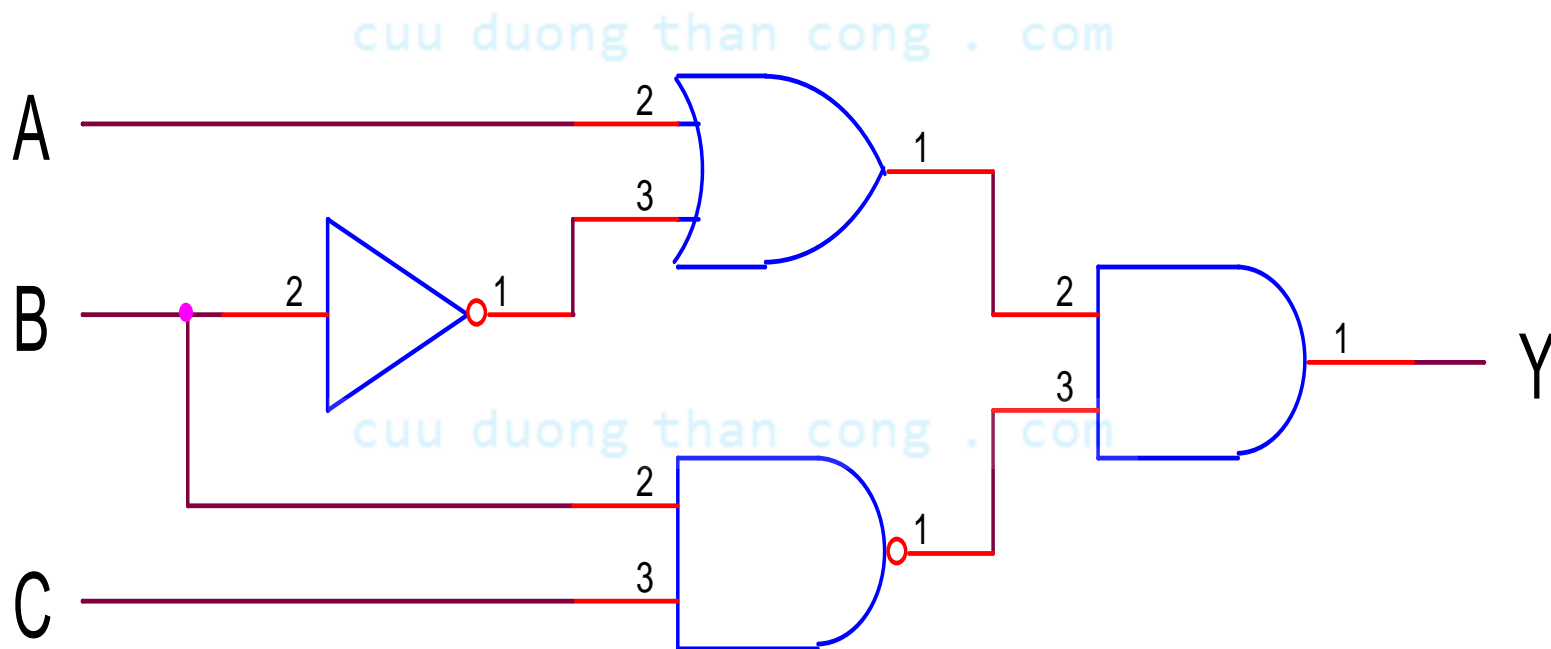 cuu duong than cong . com
A 2
1
3
B 2 1
2
1 Y
3
cuu duong than cong . com
2
1
C 3